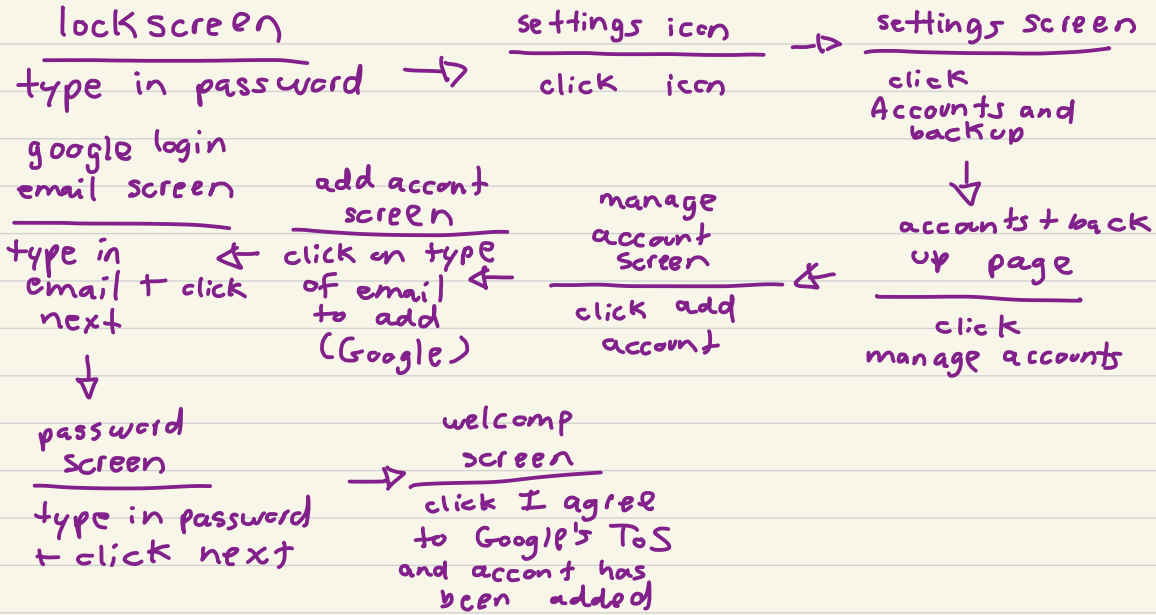 lockscreen
type in password
settings icon
click icon
settings screen
click
Accounts and
backup
accounts + back
up page
click
manage accounts
manage
account
screen
click add
account
add accont
screen
click on type
of email
to add
(Google)
google login
email screen
type in
email + click
next
password
screen
type in password
+ click next
welcome
screen
click I agree
to Google's ToS
and accont has
been added